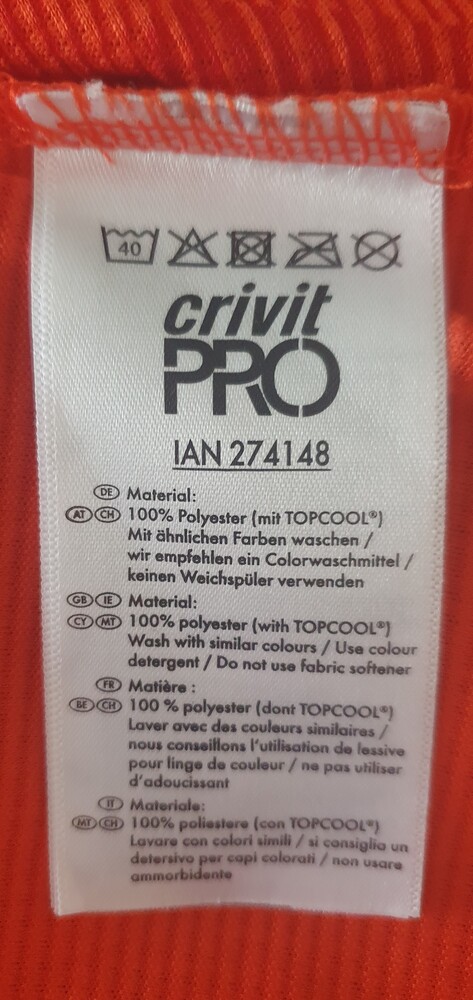 40
crivit
PRO
IAN 274148
DE Material:
AT CH 100% Polyester (mit TOPCOOL®)
Mit ähnlichen Farben waschen /
wir empfehlen ein Colorwaschmittel /
keinen Weichspüler verwenden
GB IE Material:
CY MT 100% polyester (with TOPCOOL®)
Wash with similar colours / Use colour
detergent / Do not use fabric softener
FR Matière :
BE CH 100 % polyester (dont TOPCOOL®)
Laver avec des couleurs similaires /
nous conseillons l'utilisation de lessive
pour linge de couleur / ne pas utiliser
d'adoucissant
IT Materiale:
MT CH 100% poliestere (con TOPCOOL®)
Lavare con colori simili / si consiglia un
detersivo per capi colorati / non usare
ammorbidente